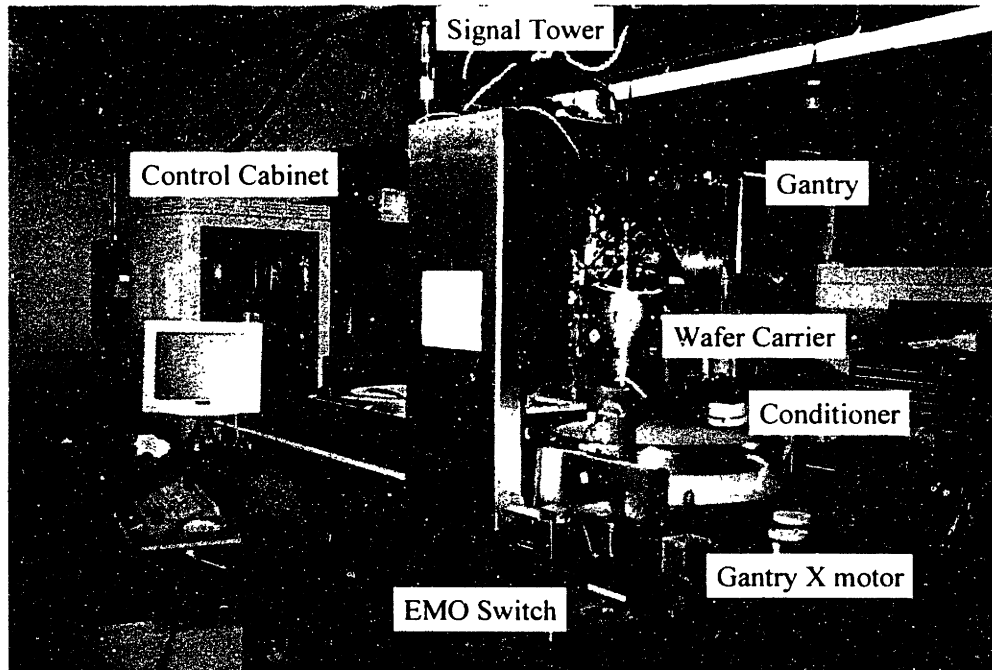 Signal Tower
Control Cabinet
Gantry
Wafer Carrier
Conditioner
Gantry X motor
EMO Switch